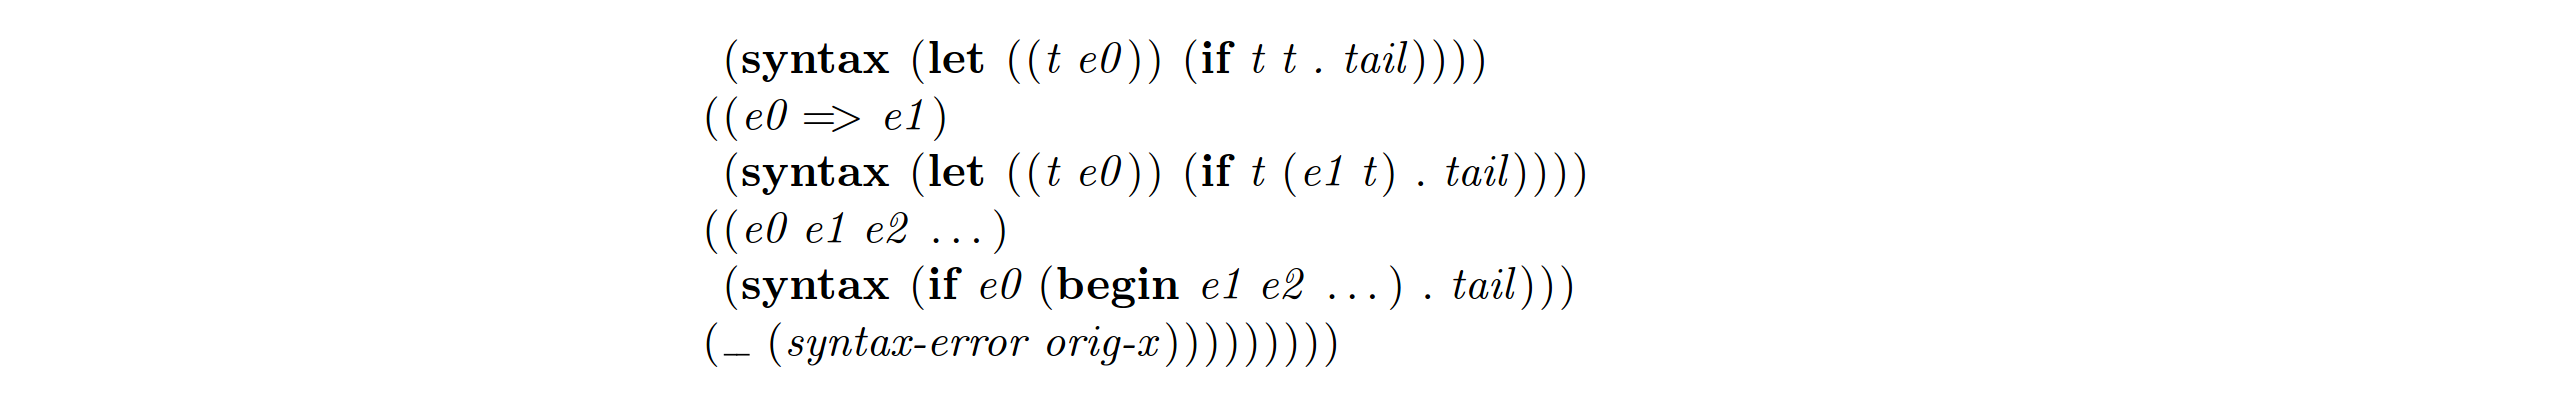 (syntax (let ((t e0)) (if t t . tail))))
((e0 => e1)
(syntax (let ((t e0)) (if t (e1 t) . tail))))
((e0 e1 e2 ...)
(syntax (if e0 (begin e1 e2 ...) . tail)))
(_ (syntax-error orig-x)))))))))